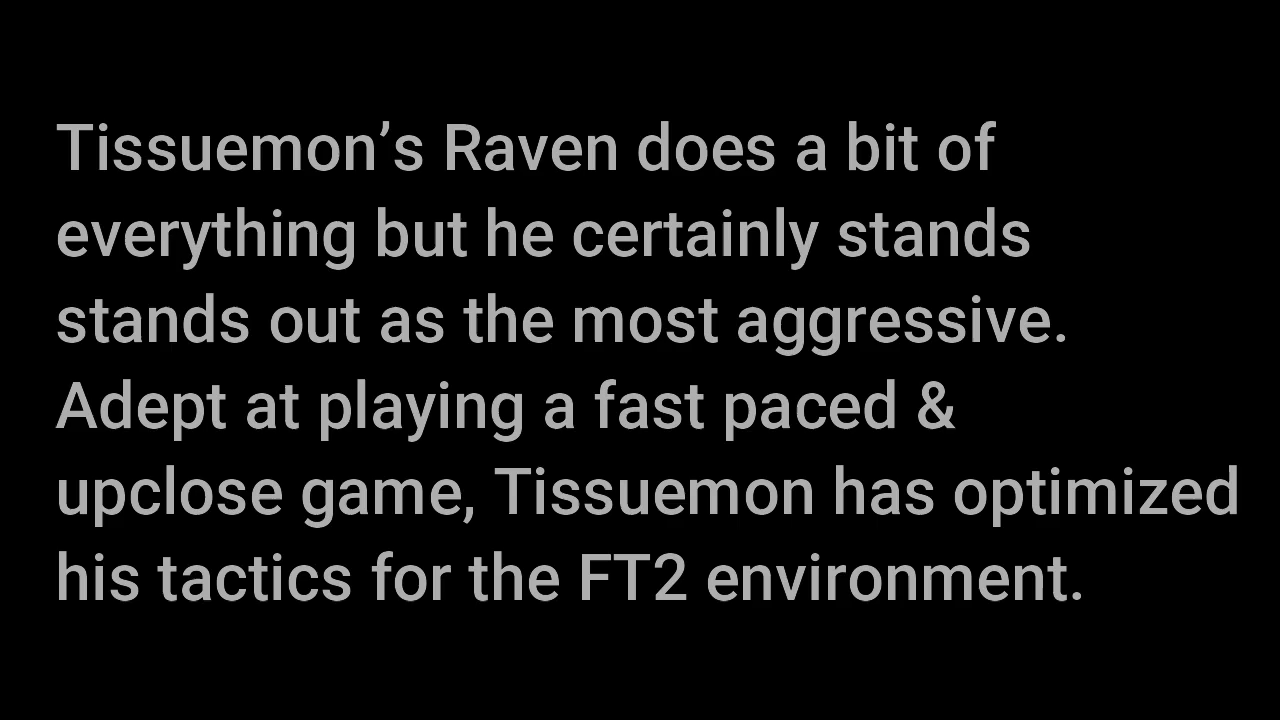 Tissuemon’s Raven does a bit of
everything but he certainly stands
stands out as the most aggressive.
Adept at playing a fast paced &
upclose game, Tissuemon has optimized
his tactics for the FT2 environment.